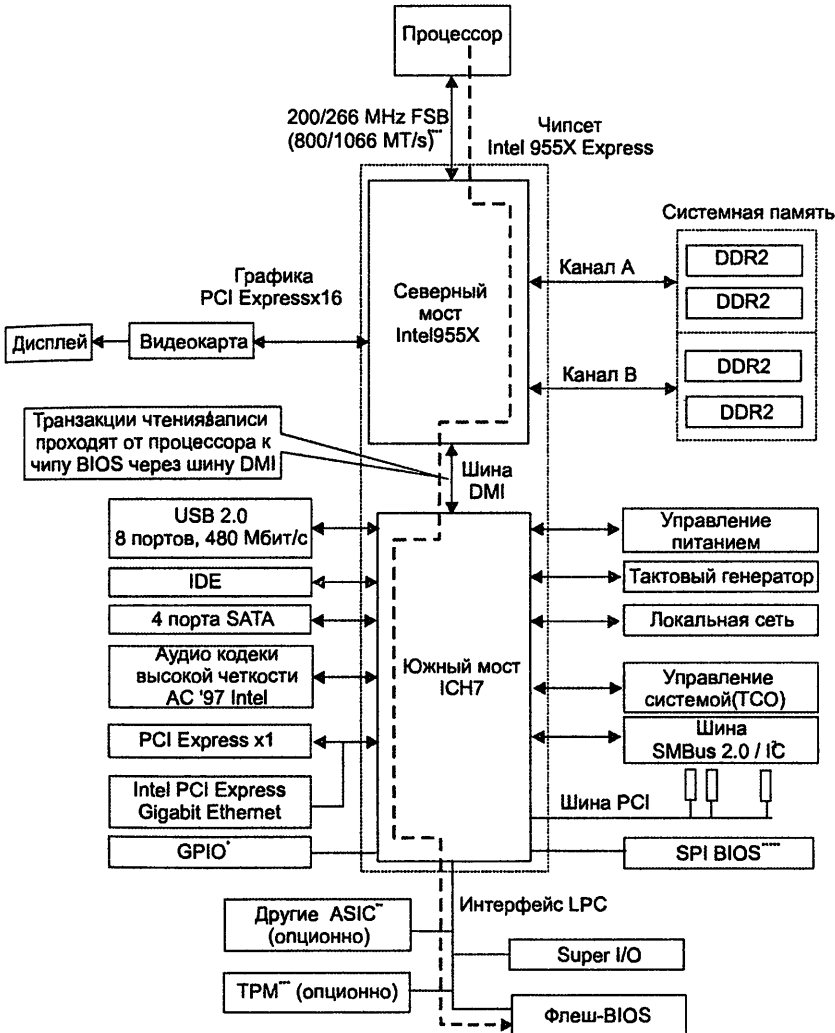 Процессор
200/266 MHz FSB
(800/1066 MT/s)****
Чипсет
Intel 955X Express
Системная память
DDR2
DDR2
DDR2
DDR2
Канал A
Канал B
Графика
PCI Expressx16
Северный
мост
Intel955X
Дисплей
Видеокарта
Транзакции чтения/записи
проходят от процессора к
чипу BIOS через шину DMI
Шина
DMI
USB 2.0
8 портов, 480 Мбит/с
IDE
4 порта SATA
Аудио кодеки
высокой четкости
AC '97 Intel
PCI Express x1
Intel PCI Express
Gigabit Ethernet
GPIO*
Южный мост
ICH7
Управление
питанием
Тактовый генератор
Локальная сеть
Управление
системой(TCO)
Шина
SMBus 2.0 / I²C
Шина PCI
SPI BIOS*****
Интерфейс LPC
Другие ASIC**
(опционно)
Super I/O
TPM*** (опционно)
Флеш-BIOS